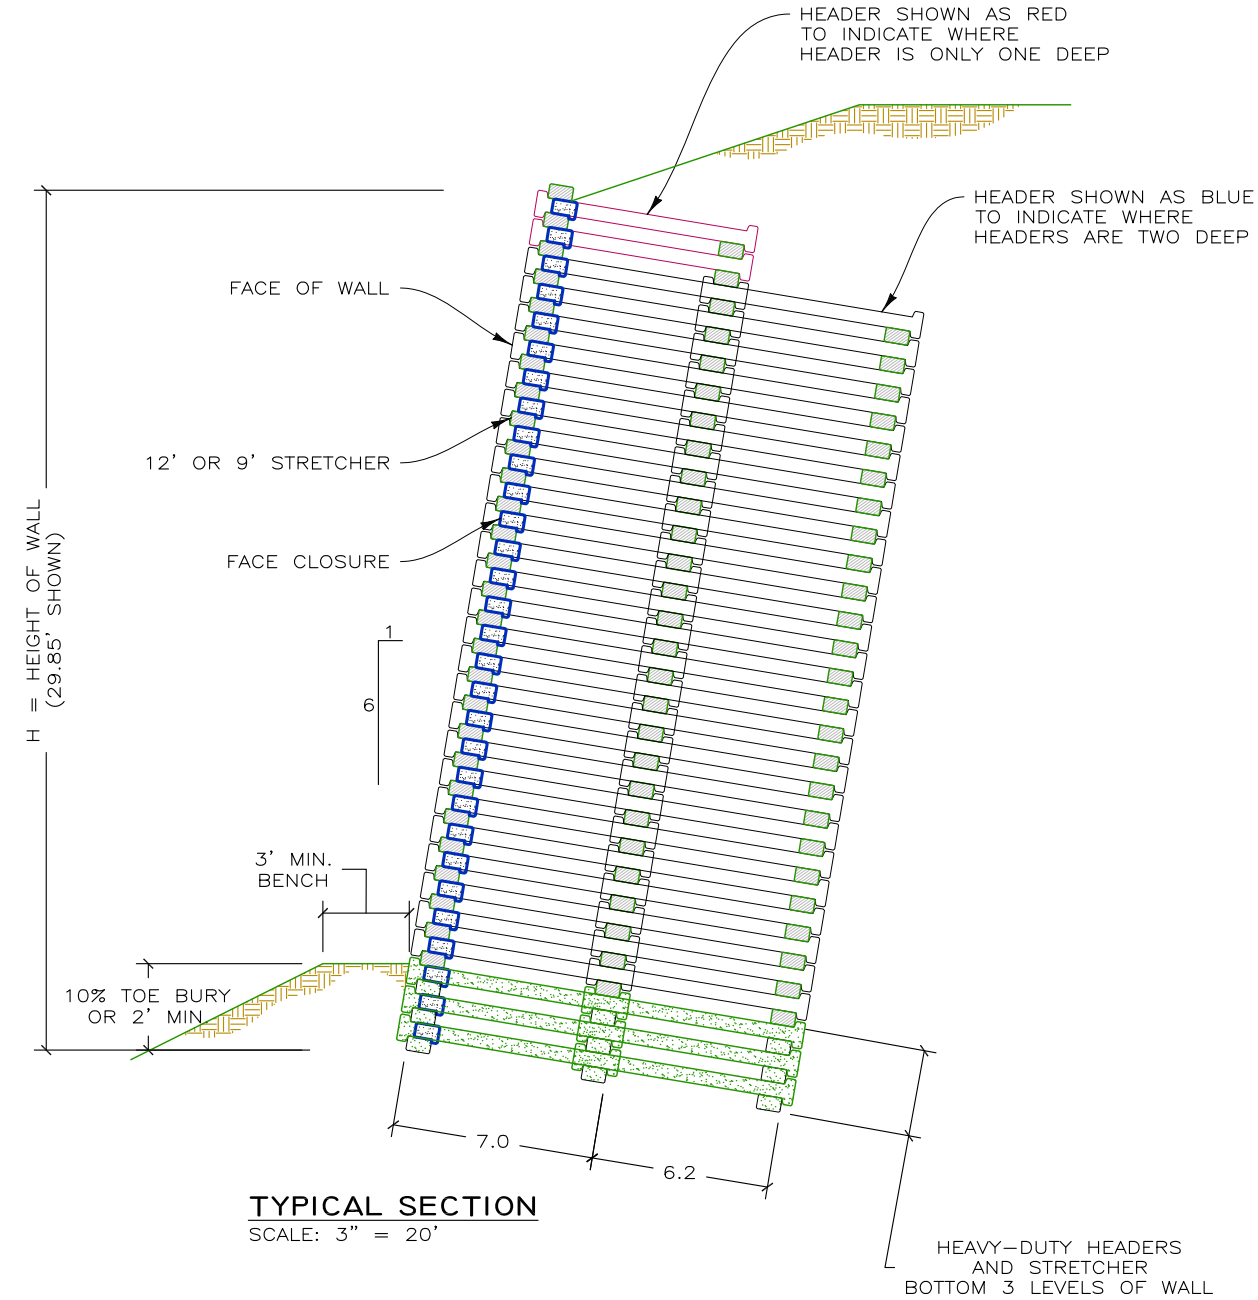 HEADER SHOWN AS RED
TO INDICATE WHERE
HEADER IS ONLY ONE DEEP
HEADER SHOWN AS BLUE
TO INDICATE WHERE
HEADERS ARE TWO DEEP
FACE OF WALL
12' OR 9' STRETCHER
FACE CLOSURE
H = HEIGHT OF WALL
(29.85' SHOWN)
1
6
3' MIN.
BENCH
10% TOE BURY
OR 2' MIN.
7.0
6.2
TYPICAL SECTION
SCALE: 3" = 20'
HEAVY-DUTY HEADERS
AND STRETCHER
BOTTOM 3 LEVELS OF WALL